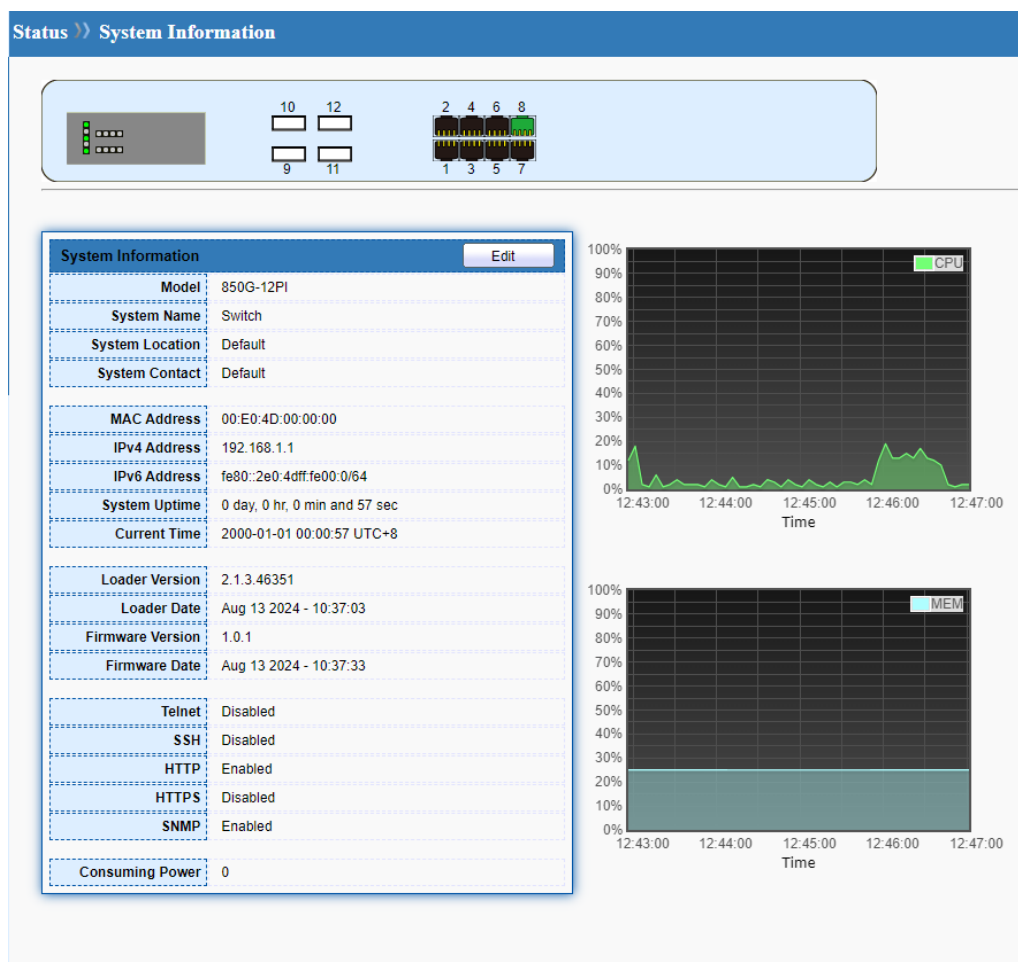 Status 》 System Information
10 12
9 11
2 4 6 8
1 3 5 7
System Information Edit
Model 850G-12PI
System Name Switch
System Location Default
System Contact Default
MAC Address 00:E0:4D:00:00:00
IPv4 Address 192.168.1.1
IPv6 Address fe80::2e0:4dff:fe00:0/64
System Uptime 0 day, 0 hr, 0 min and 57 sec
Current Time 2000-01-01 00:00:57 UTC+8
Loader Version 2.1.3.46351
Loader Date Aug 13 2024 - 10:37:03
Firmware Version 1.0.1
Firmware Date Aug 13 2024 - 10:37:33
Telnet Disabled
SSH Disabled
HTTP Enabled
HTTPS Disabled
SNMP Enabled
Consuming Power 0
100%
90%
80%
70%
60%
50%
40%
30%
20%
10%
0%
CPU
12:43:00 12:44:00 12:45:00 12:46:00 12:47:00
Time
100%
90%
80%
70%
60%
50%
40%
30%
20%
10%
0%
MEM
12:43:00 12:44:00 12:45:00 12:46:00 12:47:00
Time